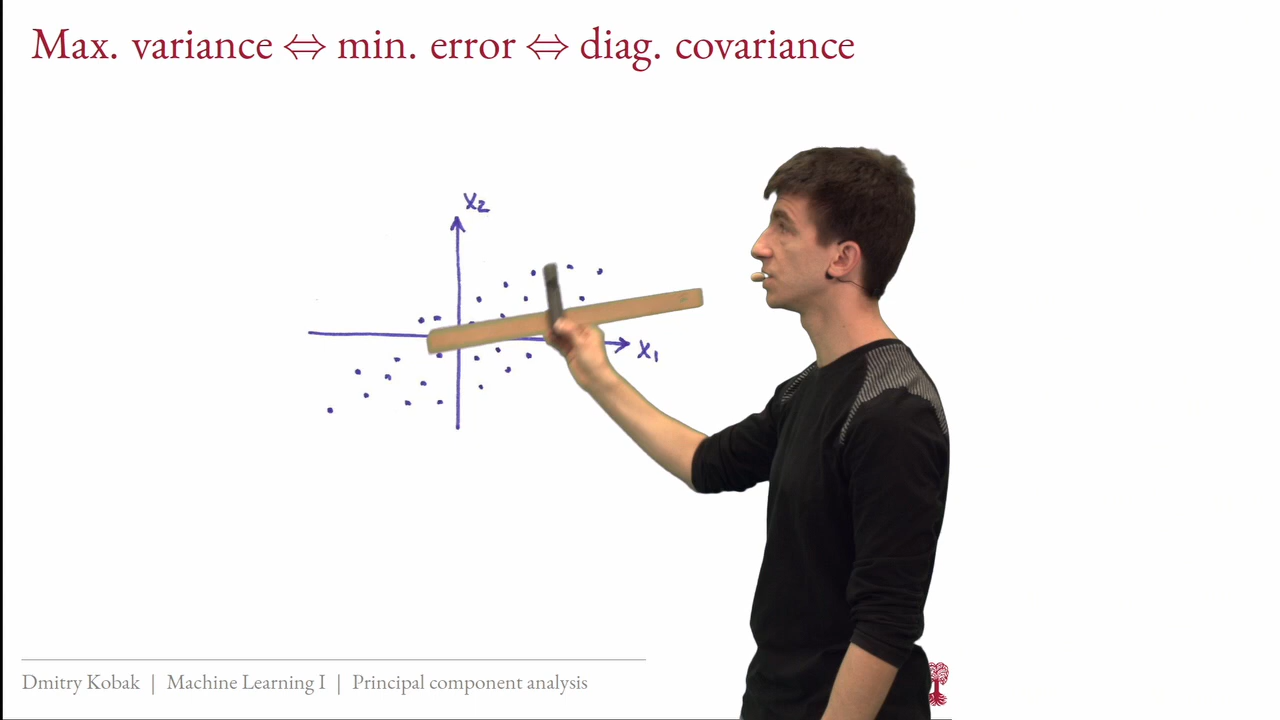 Max. variance ⇔ min. error ⇔ diag. covariance
X₂
X₁
Dmitry Kobak | Machine Learning I | Principal component analysis